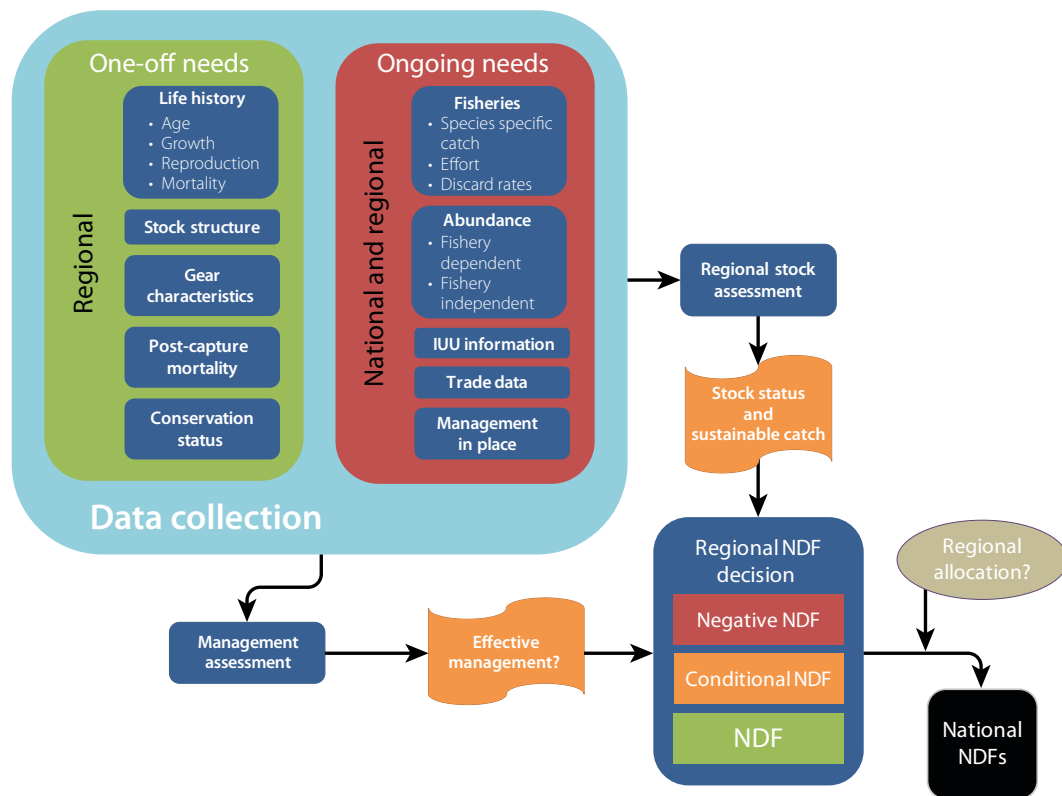 One-off needs
Regional
Life history
• Age
• Growth
• Reproduction
• Mortality
Stock structure
Gear
characteristics
Post-capture
mortality
Conservation
status
Ongoing needs
National and regional
Fisheries
• Species specific
catch
• Effort
• Discard rates
Abundance
• Fishery
dependent
• Fishery
independent
IUU information
Trade data
Management
in place
Data collection
Regional stock
assessment
Stock status
and
sustainable catch
Management
assessment
Effective
management?
Regional NDF
decision
Negative NDF
Conditional NDF
NDF
Regional
allocation?
National
NDFs